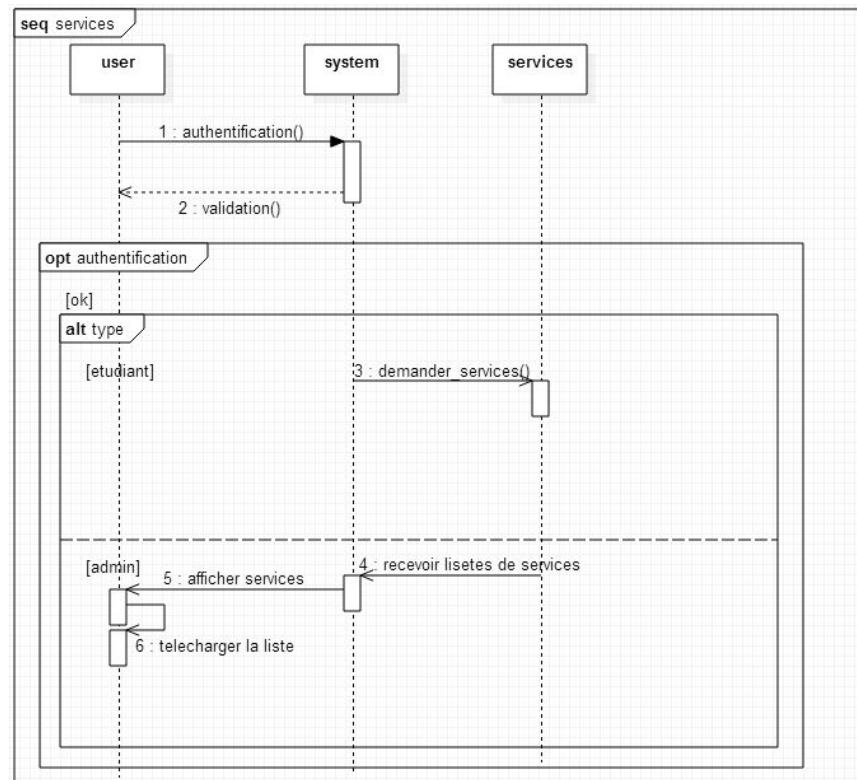 seq services
user system services
1 : authentification()
2 : validation()
opt authentification
[ok]
alt type
[etudiant]
3 : demander_services()
[admin]
4 : recevoir lisetes de services
5 : afficher services
6 : telecharger la liste